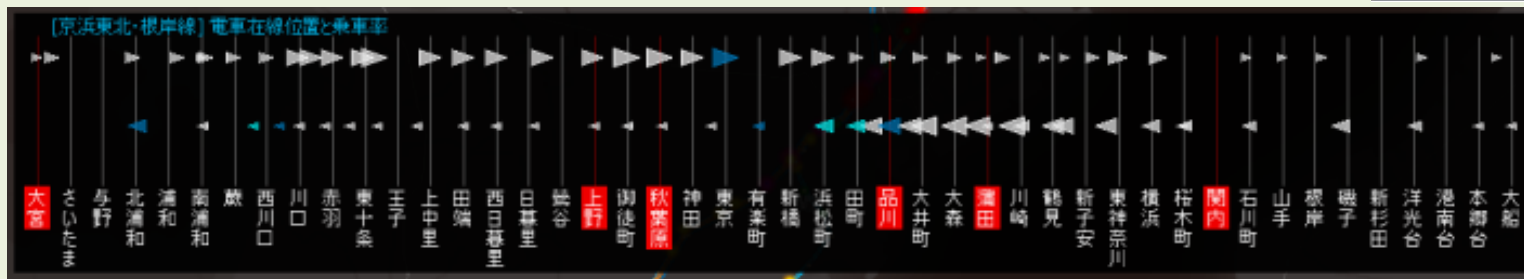 [京浜東北・根岸線] 電車在線位置と乗車率
大宮
さいたま
与野
北浦和
浦和
南浦和
蕨
西川口
川口
赤羽
東十条
王子
上中里
田端
西日暮里
日暮里
鶯谷
上野
御徒町
秋葉原
神田
東京
有楽町
新橋
浜松町
田町
品川
大井町
大森
蒲田
川崎
鶴見
新子安
東神奈川
横浜
桜木町
関内
石川町
山手
根岸
磯子
新杉田
洋光台
港南台
本郷台
大船